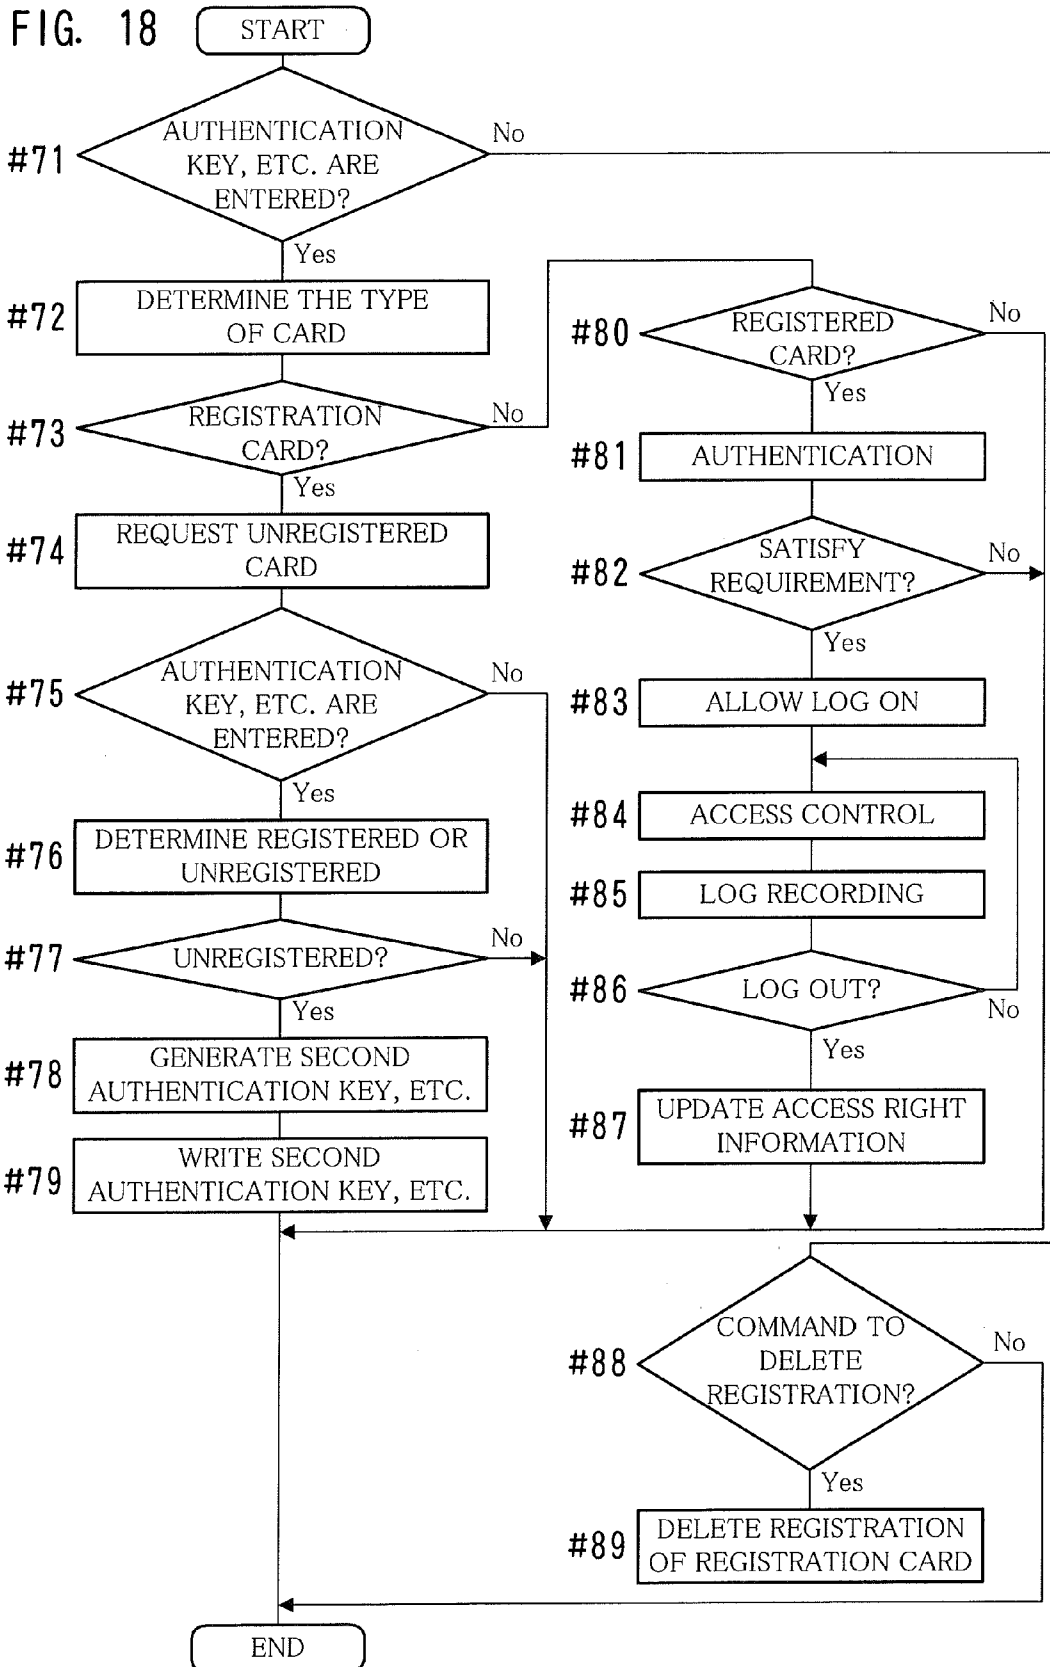 FIG. 18
START
#71
AUTHENTICATION
KEY, ETC. ARE
ENTERED?
No
Yes
#72
DETERMINE THE TYPE
OF CARD
#73
REGISTRATION
CARD?
No
Yes
#74
REQUEST UNREGISTERED
CARD
#75
AUTHENTICATION
KEY, ETC. ARE
ENTERED?
No
Yes
#76
DETERMINE REGISTERED OR
UNREGISTERED
#77
UNREGISTERED?
No
Yes
#78
GENERATE SECOND
AUTHENTICATION KEY, ETC.
#79
WRITE SECOND
AUTHENTICATION KEY, ETC.
#80
REGISTERED
CARD?
No
Yes
#81
AUTHENTICATION
#82
SATISFY
REQUIREMENT?
No
Yes
#83
ALLOW LOG ON
#84
ACCESS CONTROL
#85
LOG RECORDING
#86
LOG OUT?
No
Yes
#87
UPDATE ACCESS RIGHT
INFORMATION
#88
COMMAND TO
DELETE
REGISTRATION?
No
Yes
#89
DELETE REGISTRATION
OF REGISTRATION CARD
END